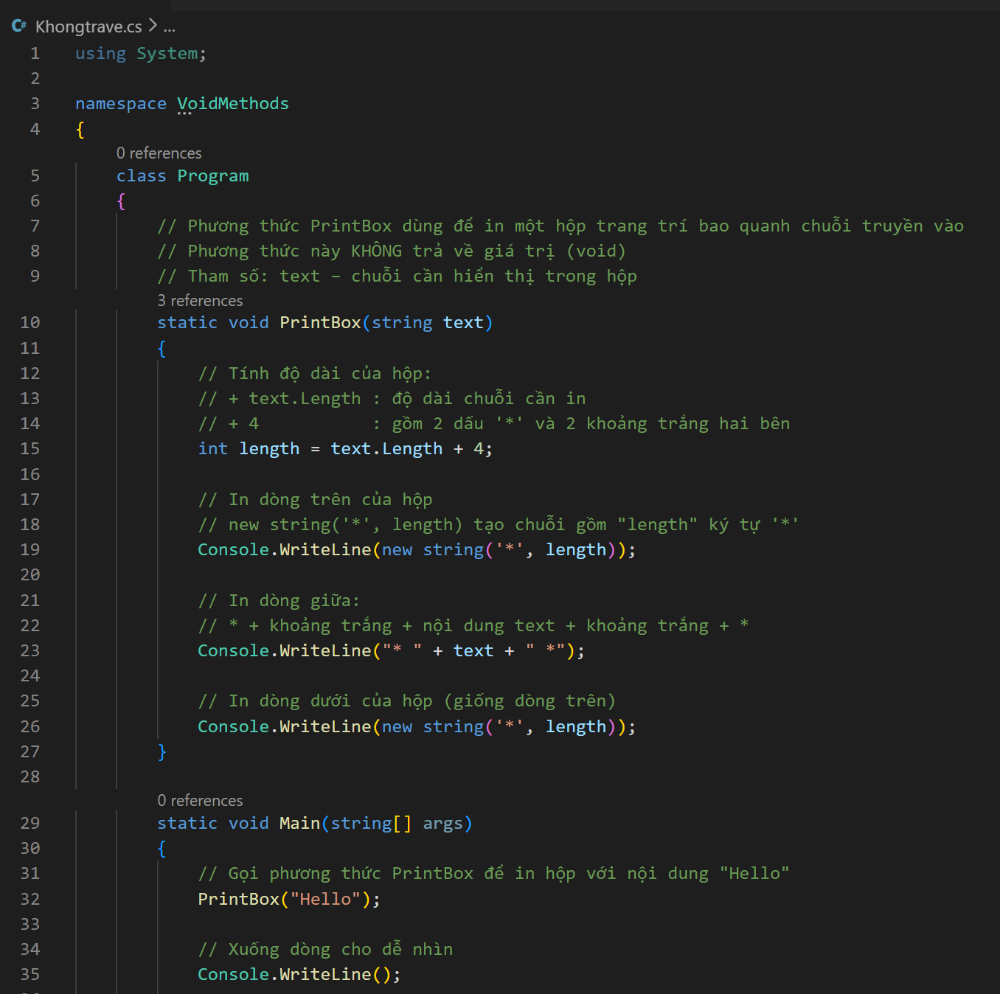 Khongtrave.cs > ...
1 using System;
2
3 namespace VoidMethods
4 {
0 references
5 class Program
6 {
7 // Phương thức PrintBox dùng để in một hộp trang trí bao quanh chuỗi truyền vào
8 // Phương thức này KHÔNG trả về giá trị (void)
9 // Tham số: text – chuỗi cần hiển thị trong hộp
3 references
10 static void PrintBox(string text)
11 {
12 // Tính độ dài của hộp:
13 // + text.Length : độ dài chuỗi cần in
14 // + 4           : gồm 2 dấu '*' và 2 khoảng trắng hai bên
15 int length = text.Length + 4;
16
17 // In dòng trên của hộp
18 // new string('*', length) tạo chuỗi gồm "length" ký tự '*'
19 Console.WriteLine(new string('*', length));
20
21 // In dòng giữa:
22 // * + khoảng trắng + nội dung text + khoảng trắng + *
23 Console.WriteLine("* " + text + " *");
24
25 // In dòng dưới của hộp (giống dòng trên)
26 Console.WriteLine(new string('*', length));
27 }
28
0 references
29 static void Main(string[] args)
30 {
31 // Gọi phương thức PrintBox để in hộp với nội dung "Hello"
32 PrintBox("Hello");
33
34 // Xuống dòng cho dễ nhìn
35 Console.WriteLine();